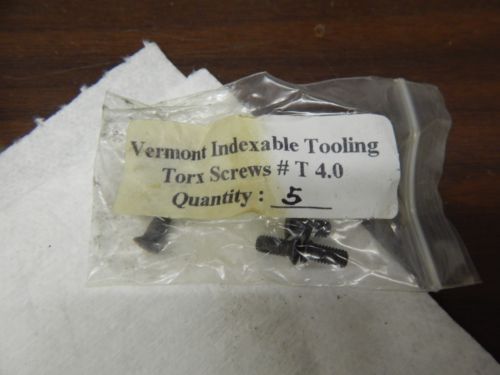 Vermont Indexable Tooling
Torx Screws # T 4.0
Quantity : 5